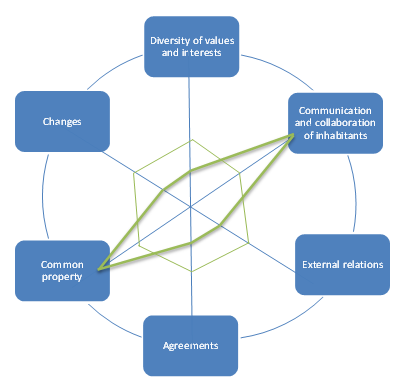 Diversity of values
and interests
Communication
and collaboration
of inhabitants
External relations
Agreements
Common
property
Changes